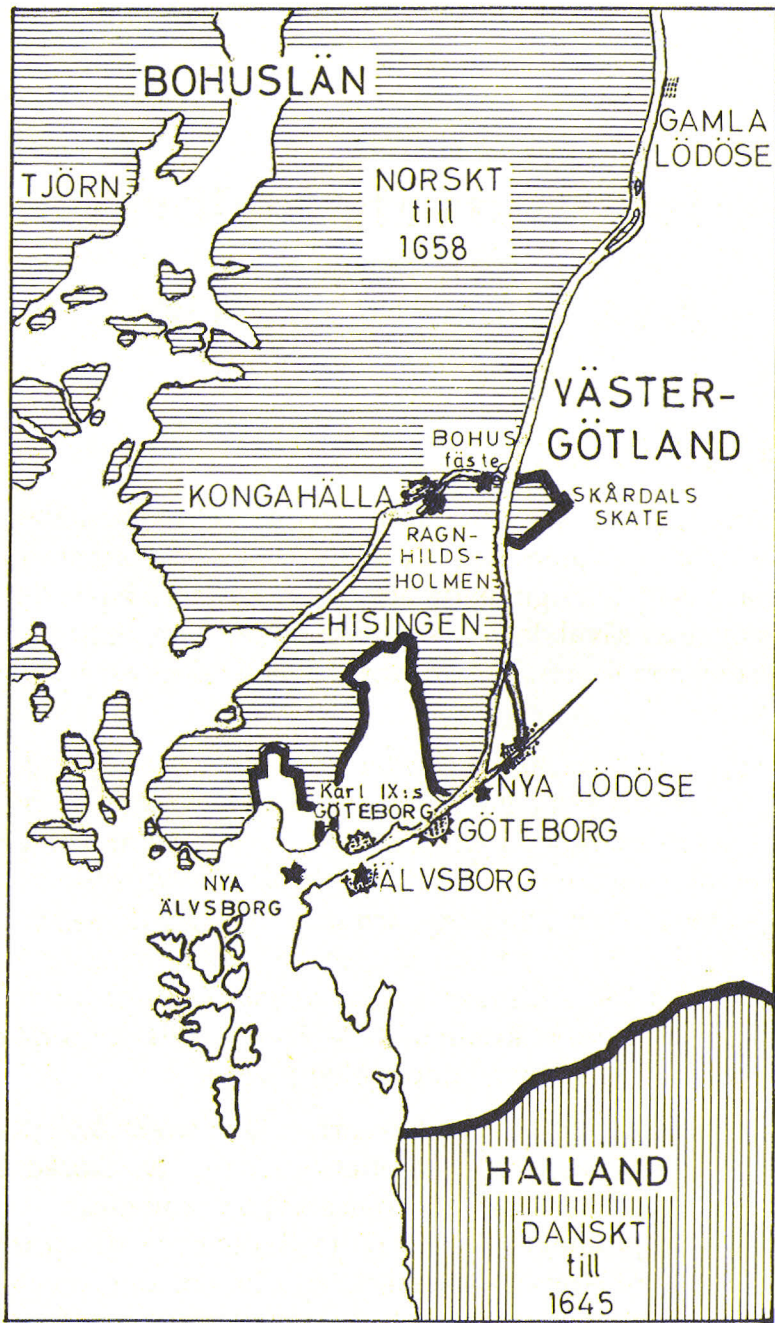 BOHUSLÄN
GAMLA
LÖDÖSE
TJÖRN
NORSKT
till
1658
VÄSTER-
GÖTLAND
BOHUS
fäste
KONGAHÄLLA
SKÅRDALS
SKATE
RAGN-
HILDS-
HOLMEN
HISINGEN
Karl IX:s
GÖTEBORG
NYA LÖDÖSE
GÖTEBORG
NYA
ÄLVSBORG
ÄLVSBORG
HALLAND
DANSKT
till
1645